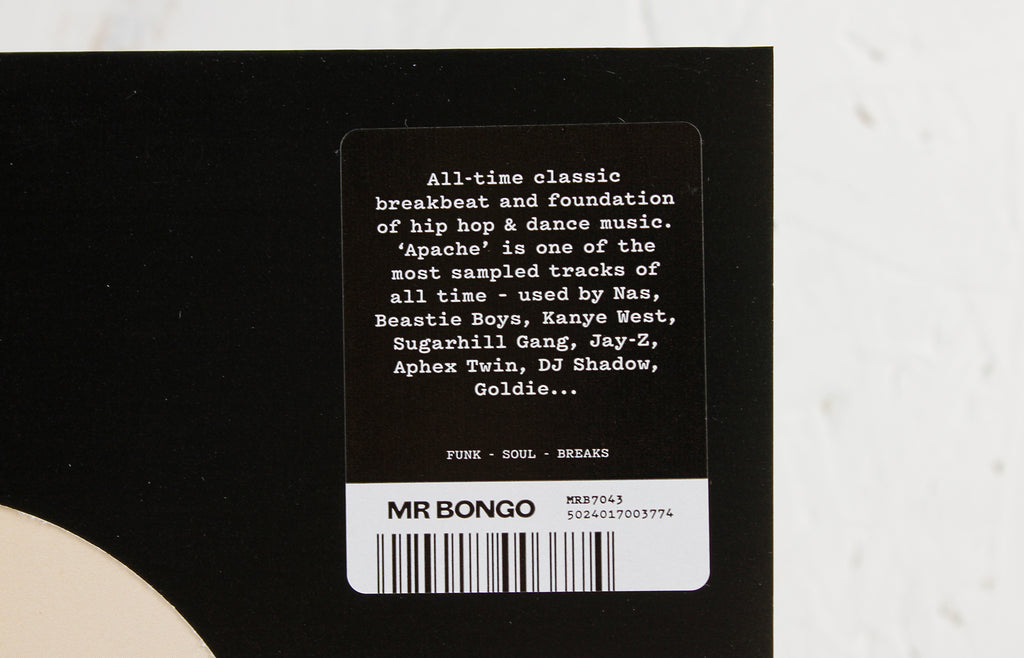 All-time classic
breakbeat and foundation
of hip hop & dance music.
‘Apache’ is one of the
most sampled tracks of
all time - used by Nas,
Beastie Boys, Kanye West,
Sugarhill Gang, Jay-Z,
Aphex Twin, DJ Shadow,
Goldie...
FUNK - SOUL - BREAKS
MR BONGO
MRB7043
5024017003774